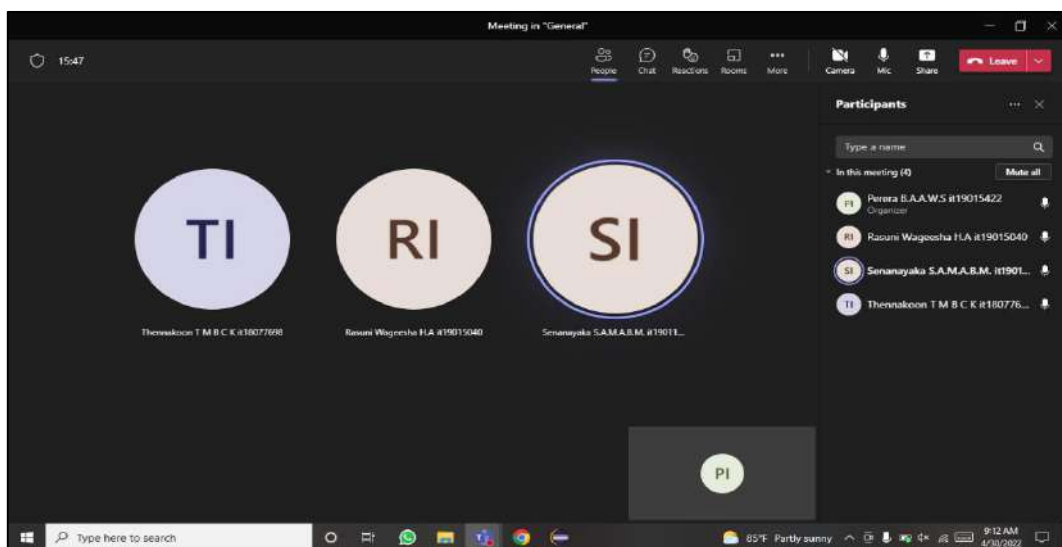 Meeting in "General"
15:47
People Chat Reactions Rooms More Camera Mic Share Leave
Participants
Type a name
In this meeting (4) Mute all
PI Perera B.A.A.W.S it19015422
Organizer
RI Rasuni Wageesha H.A it19015040
SI Senanayaka S.A.M.A.B.M. it1901...
TI Thennakoon T M B C K it180776...
TI RI SI
Thennakoon T M B C K it18077698 Rasuni Wageesha H.A it19015040 Senanayaka S.A.M.A.B.M. it19011...
PI
Type here to search
85°F Partly sunny
9:12 AM
4/30/2022